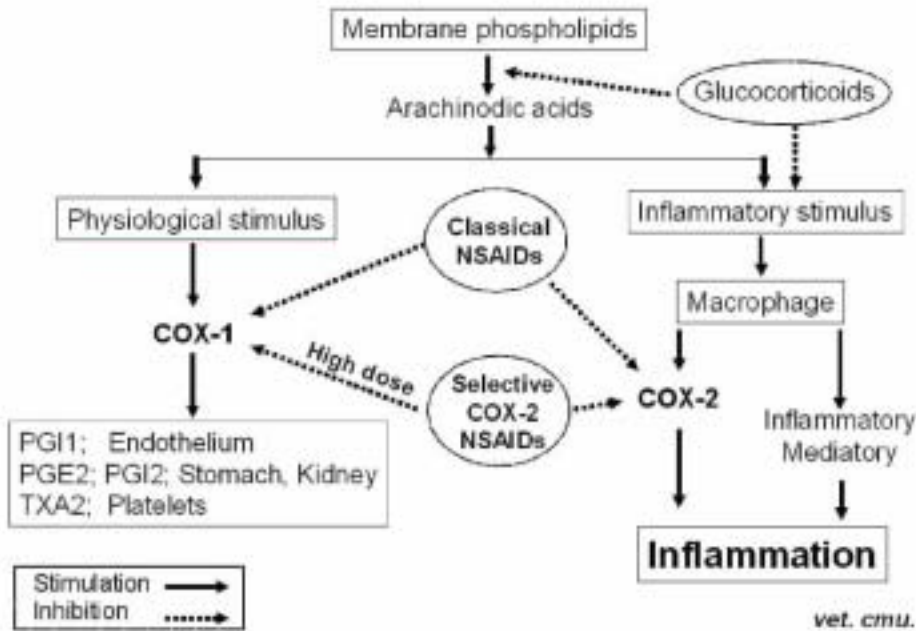 Membrane phospholipids
Glucocorticoids
Arachinodic acids
Physiological stimulus
Classical
NSAIDs
Inflammatory stimulus
Macrophage
COX-1
High dose
Selective
COX-2
NSAIDs
COX-2
Inflammatory
Mediatory
PGI1; Endothelium
PGE2; PGI2; Stomach, Kidney
TXA2; Platelets
Inflammation
Stimulation
Inhibition
vet. cmu.